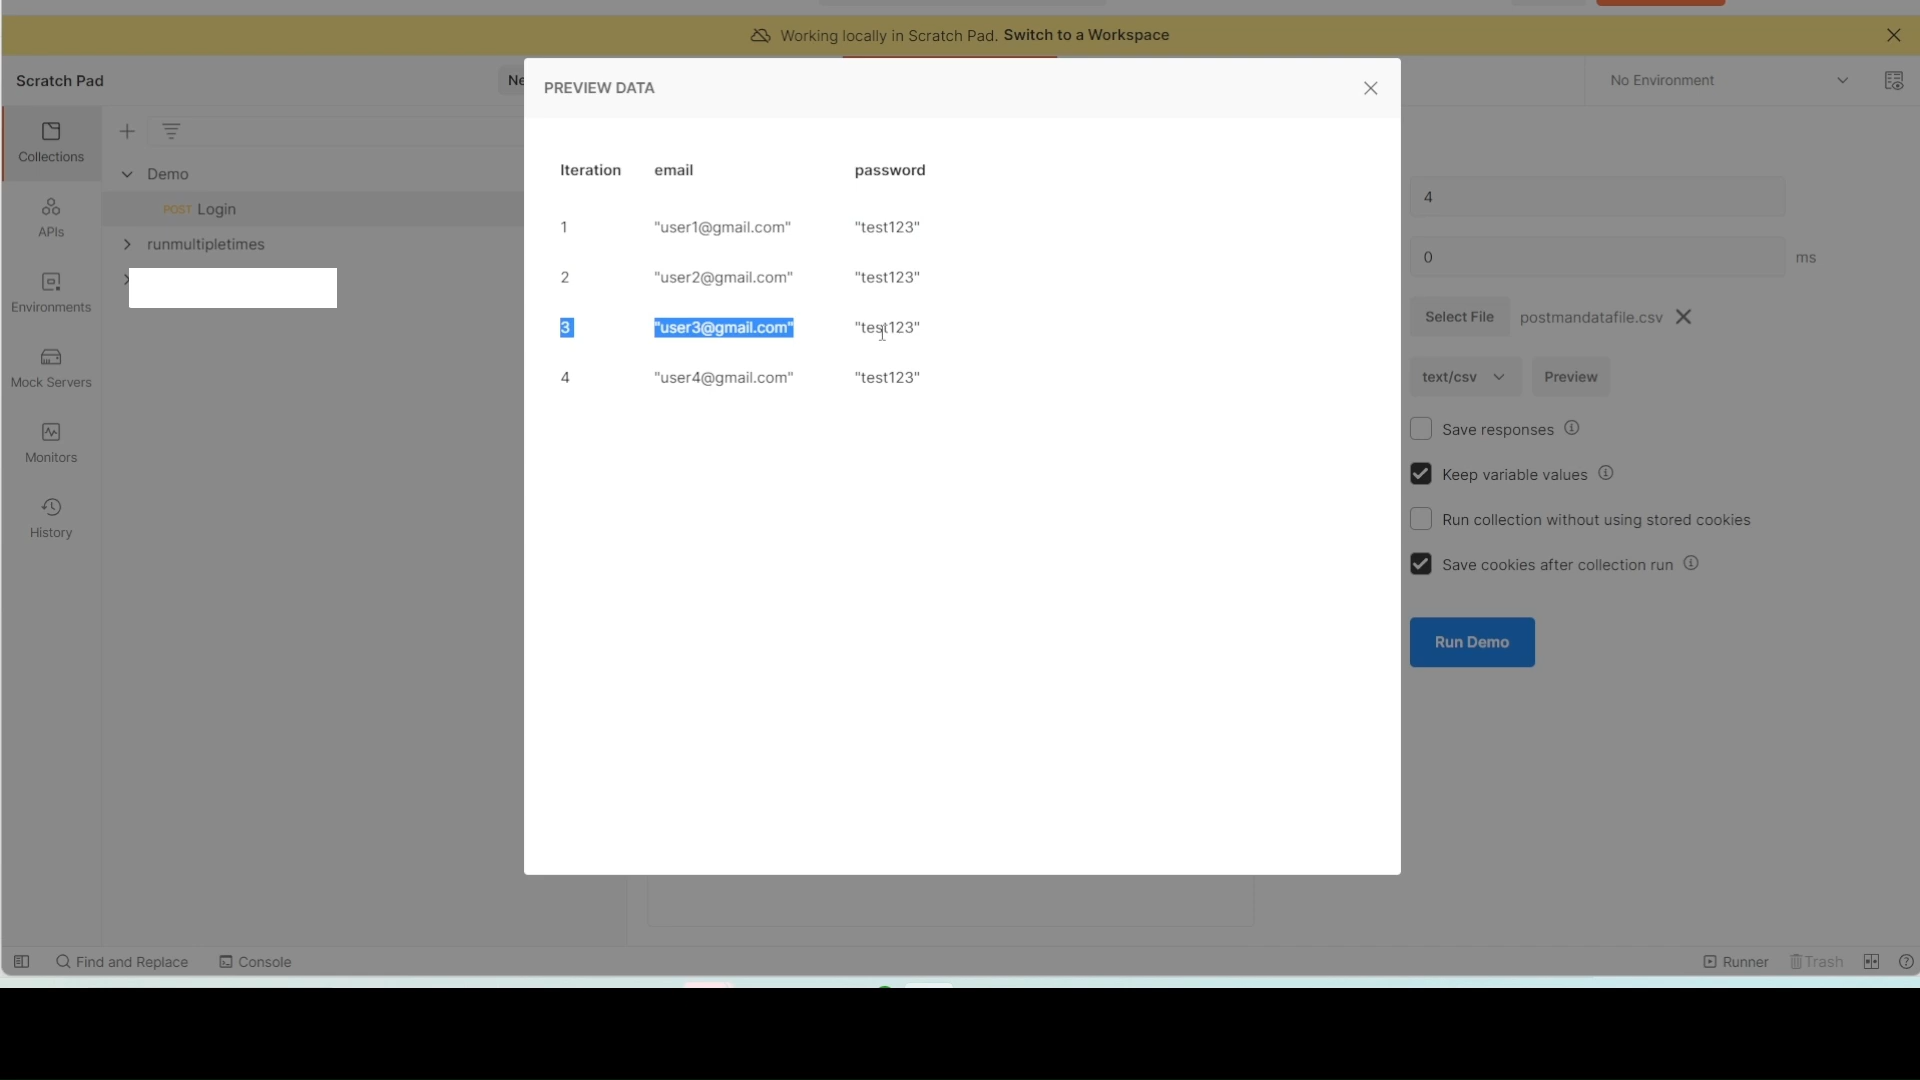 Working locally in Scratch Pad. Switch to a Workspace
Scratch Pad
Ne
No Environment
PREVIEW DATA
Collections
APIs
Environments
Mock Servers
Monitors
History
Demo
POST Login
runmultipletimes
Iteration email password
1 "user1@gmail.com" "test123"
2 "user2@gmail.com" "test123"
3 "user3@gmail.com" "test123"
4 "user4@gmail.com" "test123"
4
0 ms
Select File postmandatafile.csv
text/csv Preview
Save responses
Keep variable values
Run collection without using stored cookies
Save cookies after collection run
Run Demo
Find and Replace Console
Runner Trash